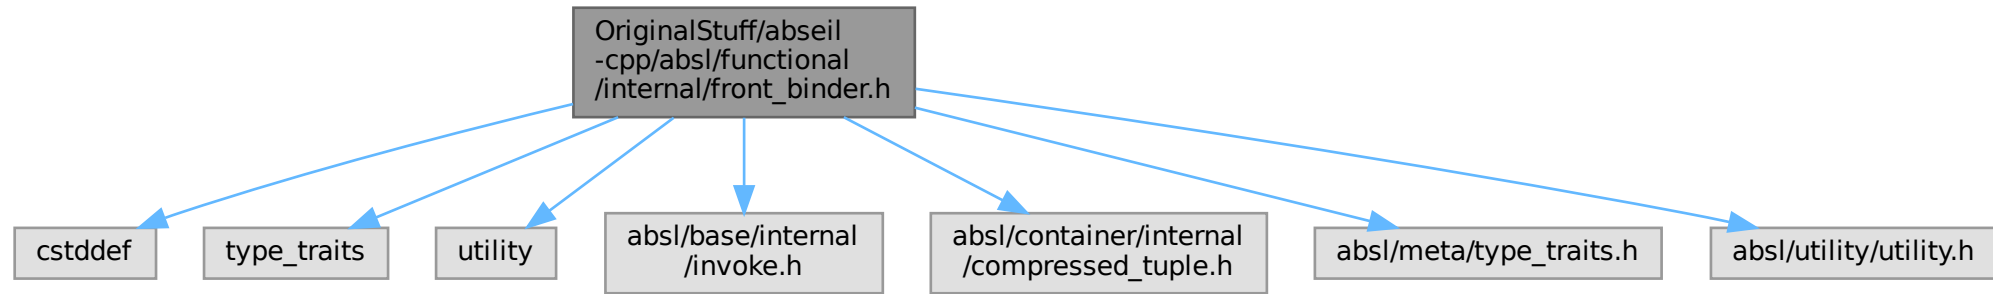 OriginalStuff/abseil
-cpp/absl/functional
/internal/front_binder.h
cstddef
type_traits
utility
absl/base/internal
/invoke.h
absl/container/internal
/compressed_tuple.h
absl/meta/type_traits.h
absl/utility/utility.h